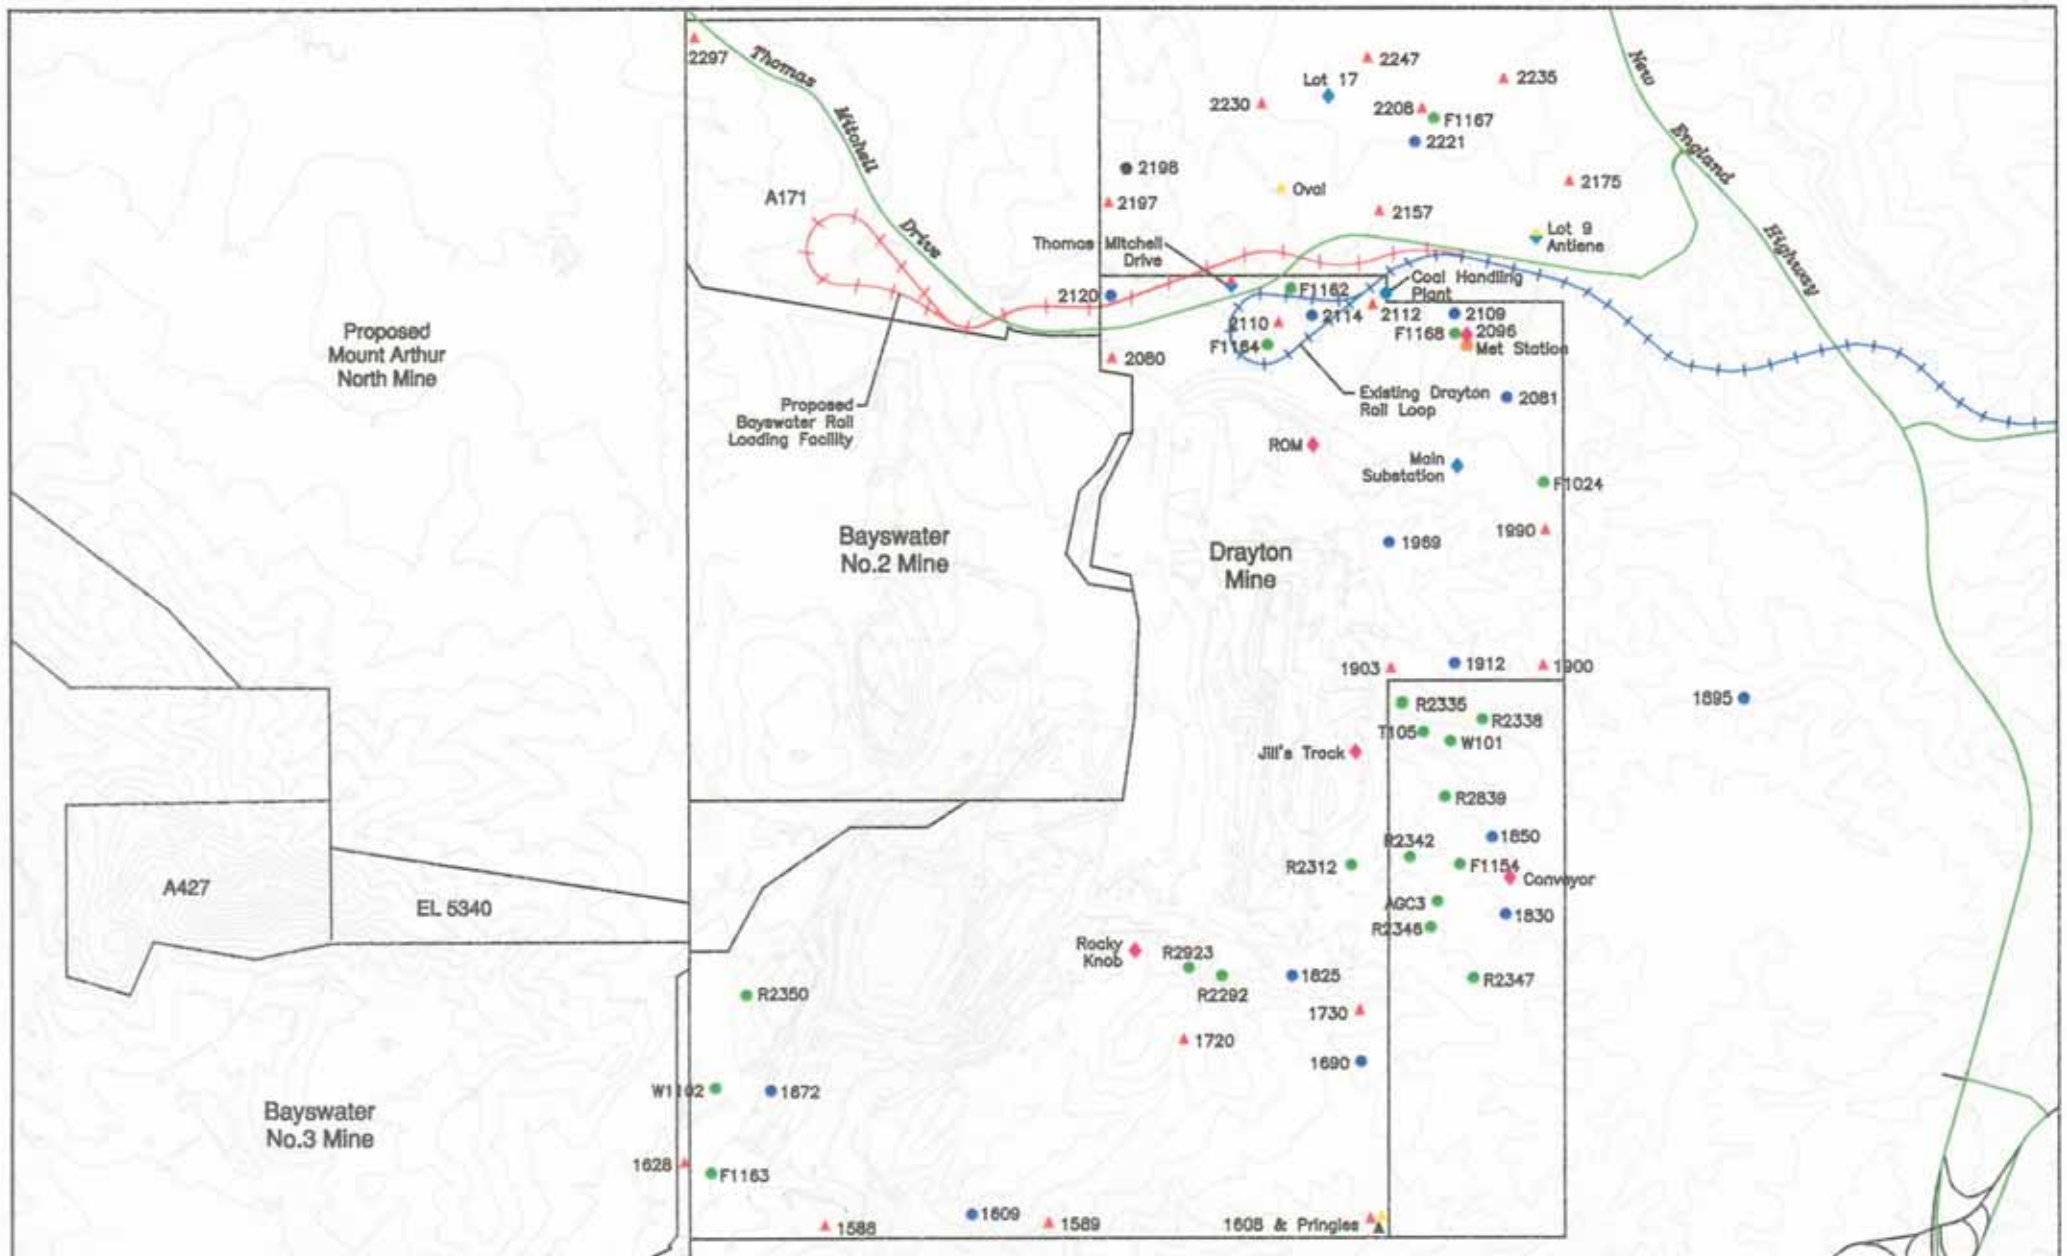 2297
Thomas
Mitchell
Drive
2247
Lot 17
2235
2230
2208
F1167
2221
New
England
Highway
2198
A171
Oval
2175
2197
2157
Thomas Mitchell
Drive
Lot 9
Antiene
Coal Handling
Plant
2120
F1162
2110
2114
2112
2109
F1168
2096
Met Station
F1164
2080
Proposed
Mount Arthur
North Mine
Proposed
Bayswater Rail
Loading Facility
Existing Drayton
Rail Loop
2081
ROM
Main
Substation
F1024
1990
Bayswater
No.2 Mine
Drayton
Mine
1969
1903
1912
1900
1895
R2335
R2338
T105
W101
Jill's Track
R2839
1850
R2342
R2312
F1154
Conveyor
A427
EL 5340
AGC3
1830
R2346
Rocky
Knob
R2923
R2292
1825
R2347
R2350
1730
1720
1690
W1102
1672
Bayswater
No.3 Mine
1628
F1163
1588
1609
1589
1608 & Pringles